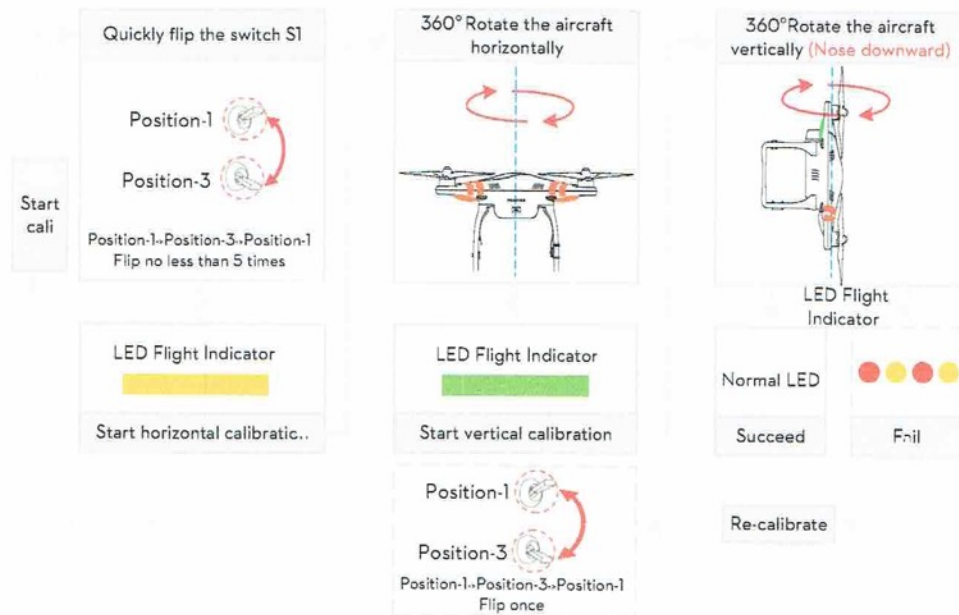 Quickly flip the switch S1
Position-1
Position-3
Position-1→Position-3→Position-1
Flip no less than 5 times
360°Rotate the aircraft
horizontally
360°Rotate the aircraft
vertically (Nose downward)
Start
cali
LED Flight
Indicator
LED Flight Indicator
Start horizontal calibratic..
LED Flight Indicator
Start vertical calibration
Normal LED
Succeed
Fail
Position-1
Position-3
Position-1→Position-3→Position-1
Flip once
Re-calibrate